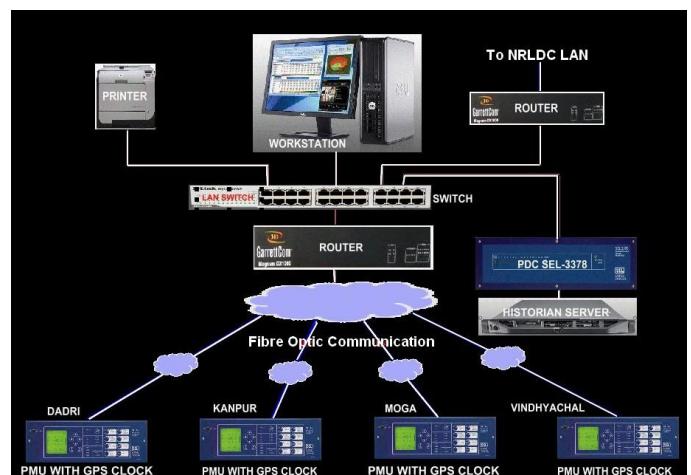 To NRLDC LAN
PRINTER
ROUTER
GarrettCom
WORKSTATION
LAN SWITCH
SWITCH
ROUTER
GarrettCom
PDC SEL-3378
HISTORIAN SERVER
Fibre Optic Communication
DADRI
KANPUR
MOGA
VINDHYACHAL
PMU WITH GPS CLOCK
PMU WITH GPS CLOCK
PMU WITH GPS CLOCK
PMU WITH GPS CLOCK